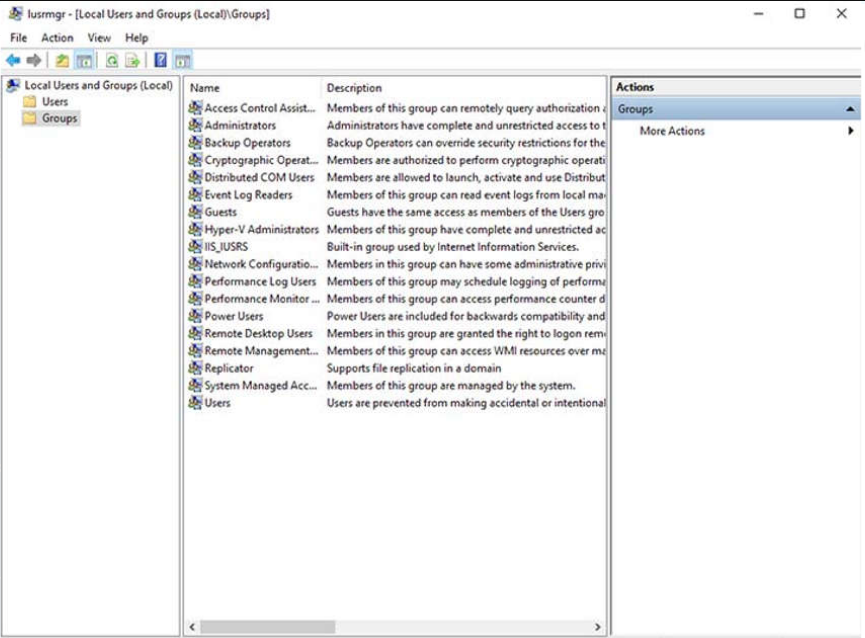 lusrmgr - [Local Users and Groups (Local)\Groups]
File Action View Help
Local Users and Groups (Local)
Users
Groups
Name Description
Access Control Assist... Members of this group can remotely query authorization a
Administrators Administrators have complete and unrestricted access to t
Backup Operators Backup Operators can override security restrictions for the
Cryptographic Operat... Members are authorized to perform cryptographic operati
Distributed COM Users Members are allowed to launch, activate and use Distribut
Event Log Readers Members of this group can read event logs from local ma
Guests Guests have the same access as members of the Users gro
Hyper-V Administrators Members of this group have complete and unrestricted ac
IIS_IUSRS Built-in group used by Internet Information Services.
Network Configuratio... Members in this group can have some administrative privi
Performance Log Users Members of this group may schedule logging of performa
Performance Monitor ... Members of this group can access performance counter d
Power Users Power Users are included for backwards compatibility and
Remote Desktop Users Members in this group are granted the right to logon rem
Remote Management... Members of this group can access WMI resources over ma
Replicator Supports file replication in a domain
System Managed Acc... Members of this group are managed by the system.
Users Users are prevented from making accidental or intentional
Actions
Groups
More Actions